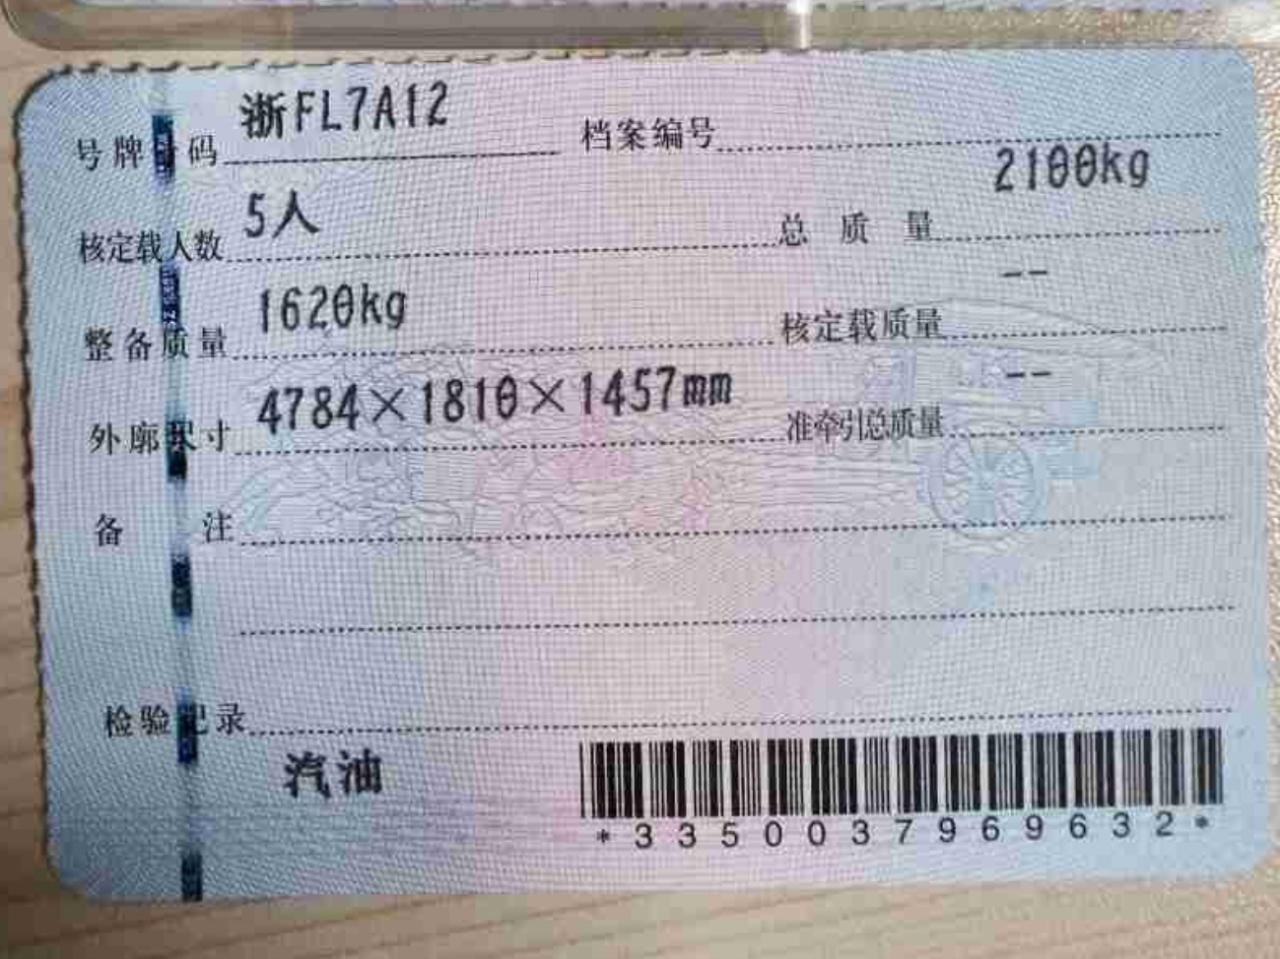 号牌号码 浙FL7A12 档案编号
核定载人数 5人 总质量 2100kg
整备质量 1620kg 核定载质量 --
外廓尺寸 4784×1810×1457mm 准牵引总质量 --
备注
检验记录
汽油
*3350037969632*